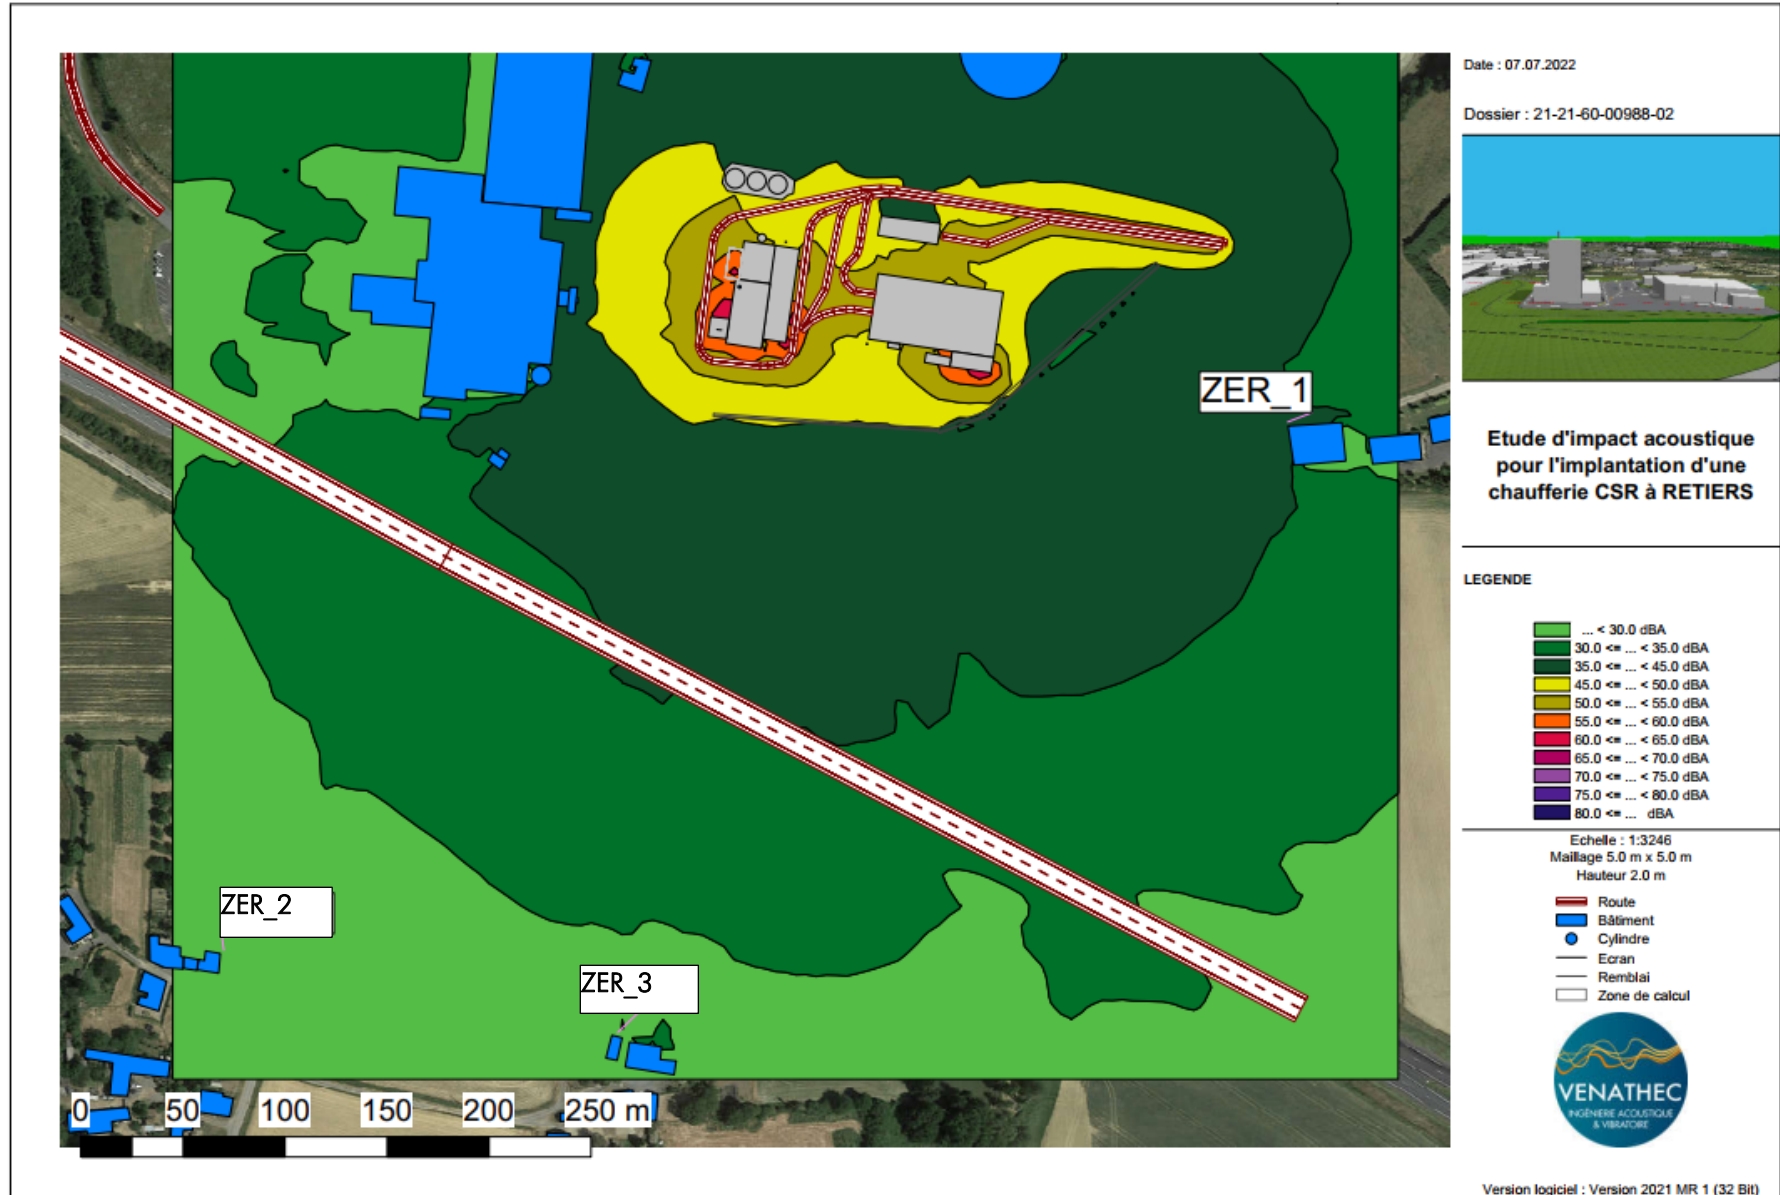 Date : 07.07.2022
Dossier : 21-21-60-00988-02
ZER_1
Etude d'impact acoustique
pour l'implantation d'une
chaufferie CSR à RETIERS
LEGENDE
... < 30.0 dBA
30.0 <= ... < 35.0 dBA
35.0 <= ... < 45.0 dBA
45.0 <= ... < 50.0 dBA
50.0 <= ... < 55.0 dBA
55.0 <= ... < 60.0 dBA
60.0 <= ... < 65.0 dBA
65.0 <= ... < 70.0 dBA
70.0 <= ... < 75.0 dBA
75.0 <= ... < 80.0 dBA
80.0 <= ... dBA
Echelle : 1:3246
Maillage 5.0 m x 5.0 m
Hauteur 2.0 m
Route
Bâtiment
Cylindre
Ecran
Remblai
Zone de calcul
ZER_2
ZER_3
0 50 100 150 200 250 m
VENATHEC
INGÉNIERIE ACOUSTIQUE
& VIBRATOIRE
Version logiciel : Version 2021 MR 1 (32 Bit)